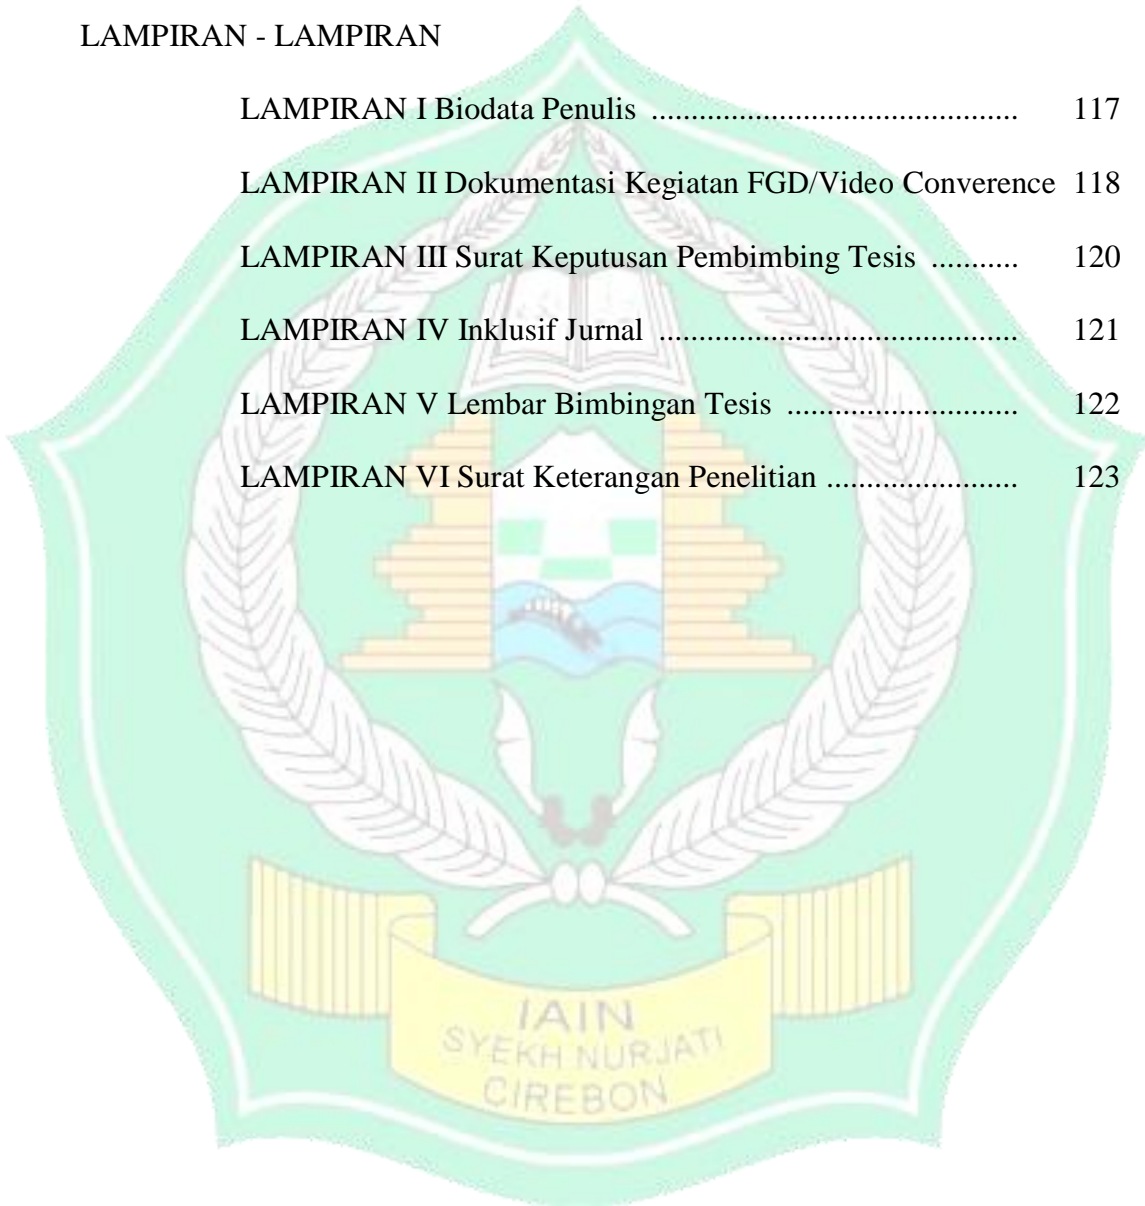 LAMPIRAN - LAMPIRAN
LAMPIRAN I Biodata Penulis ........................................... 117
LAMPIRAN II Dokumentasi Kegiatan FGD/Video Converence 118
LAMPIRAN III Surat Keputusan Pembimbing Tesis ........... 120
LAMPIRAN IV Inklusif Jurnal .......................................... 121
LAMPIRAN V Lembar Bimbingan Tesis ........................... 122
LAMPIRAN VI Surat Keterangan Penelitian ...................... 123
IAIN
SYEKH NURJATI
CIREBON